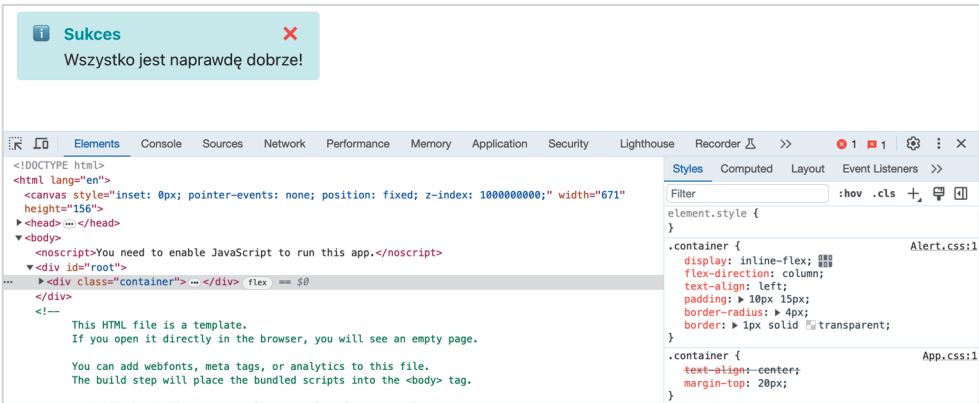 Sukces
Wszystko jest naprawdę dobrze!
Elements Console Sources Network Performance Memory Application Security Lighthouse Recorder >> 1 1
<!DOCTYPE html>
<html lang="en">
<canvas style="inset: 0px; pointer-events: none; position: fixed; z-index: 1000000000;" width="671"
height="156">
<head> … </head>
<body>
<noscript>You need to enable JavaScript to run this app.</noscript>
<div id="root">
<div class="container"> … </div> flex == $0
</div>
<!--
This HTML file is a template.
If you open it directly in the browser, you will see an empty page.
You can add webfonts, meta tags, or analytics to this file.
The build step will place the bundled scripts into the <body> tag.
Styles Computed Layout Event Listeners >>
Filter :hov .cls
element.style {
}
.container { Alert.css:1
display: inline-flex;
flex-direction: column;
text-align: left;
padding: 10px 15px;
border-radius: 4px;
border: 1px solid transparent;
}
.container { App.css:1
text-align: center;
margin-top: 20px;
}